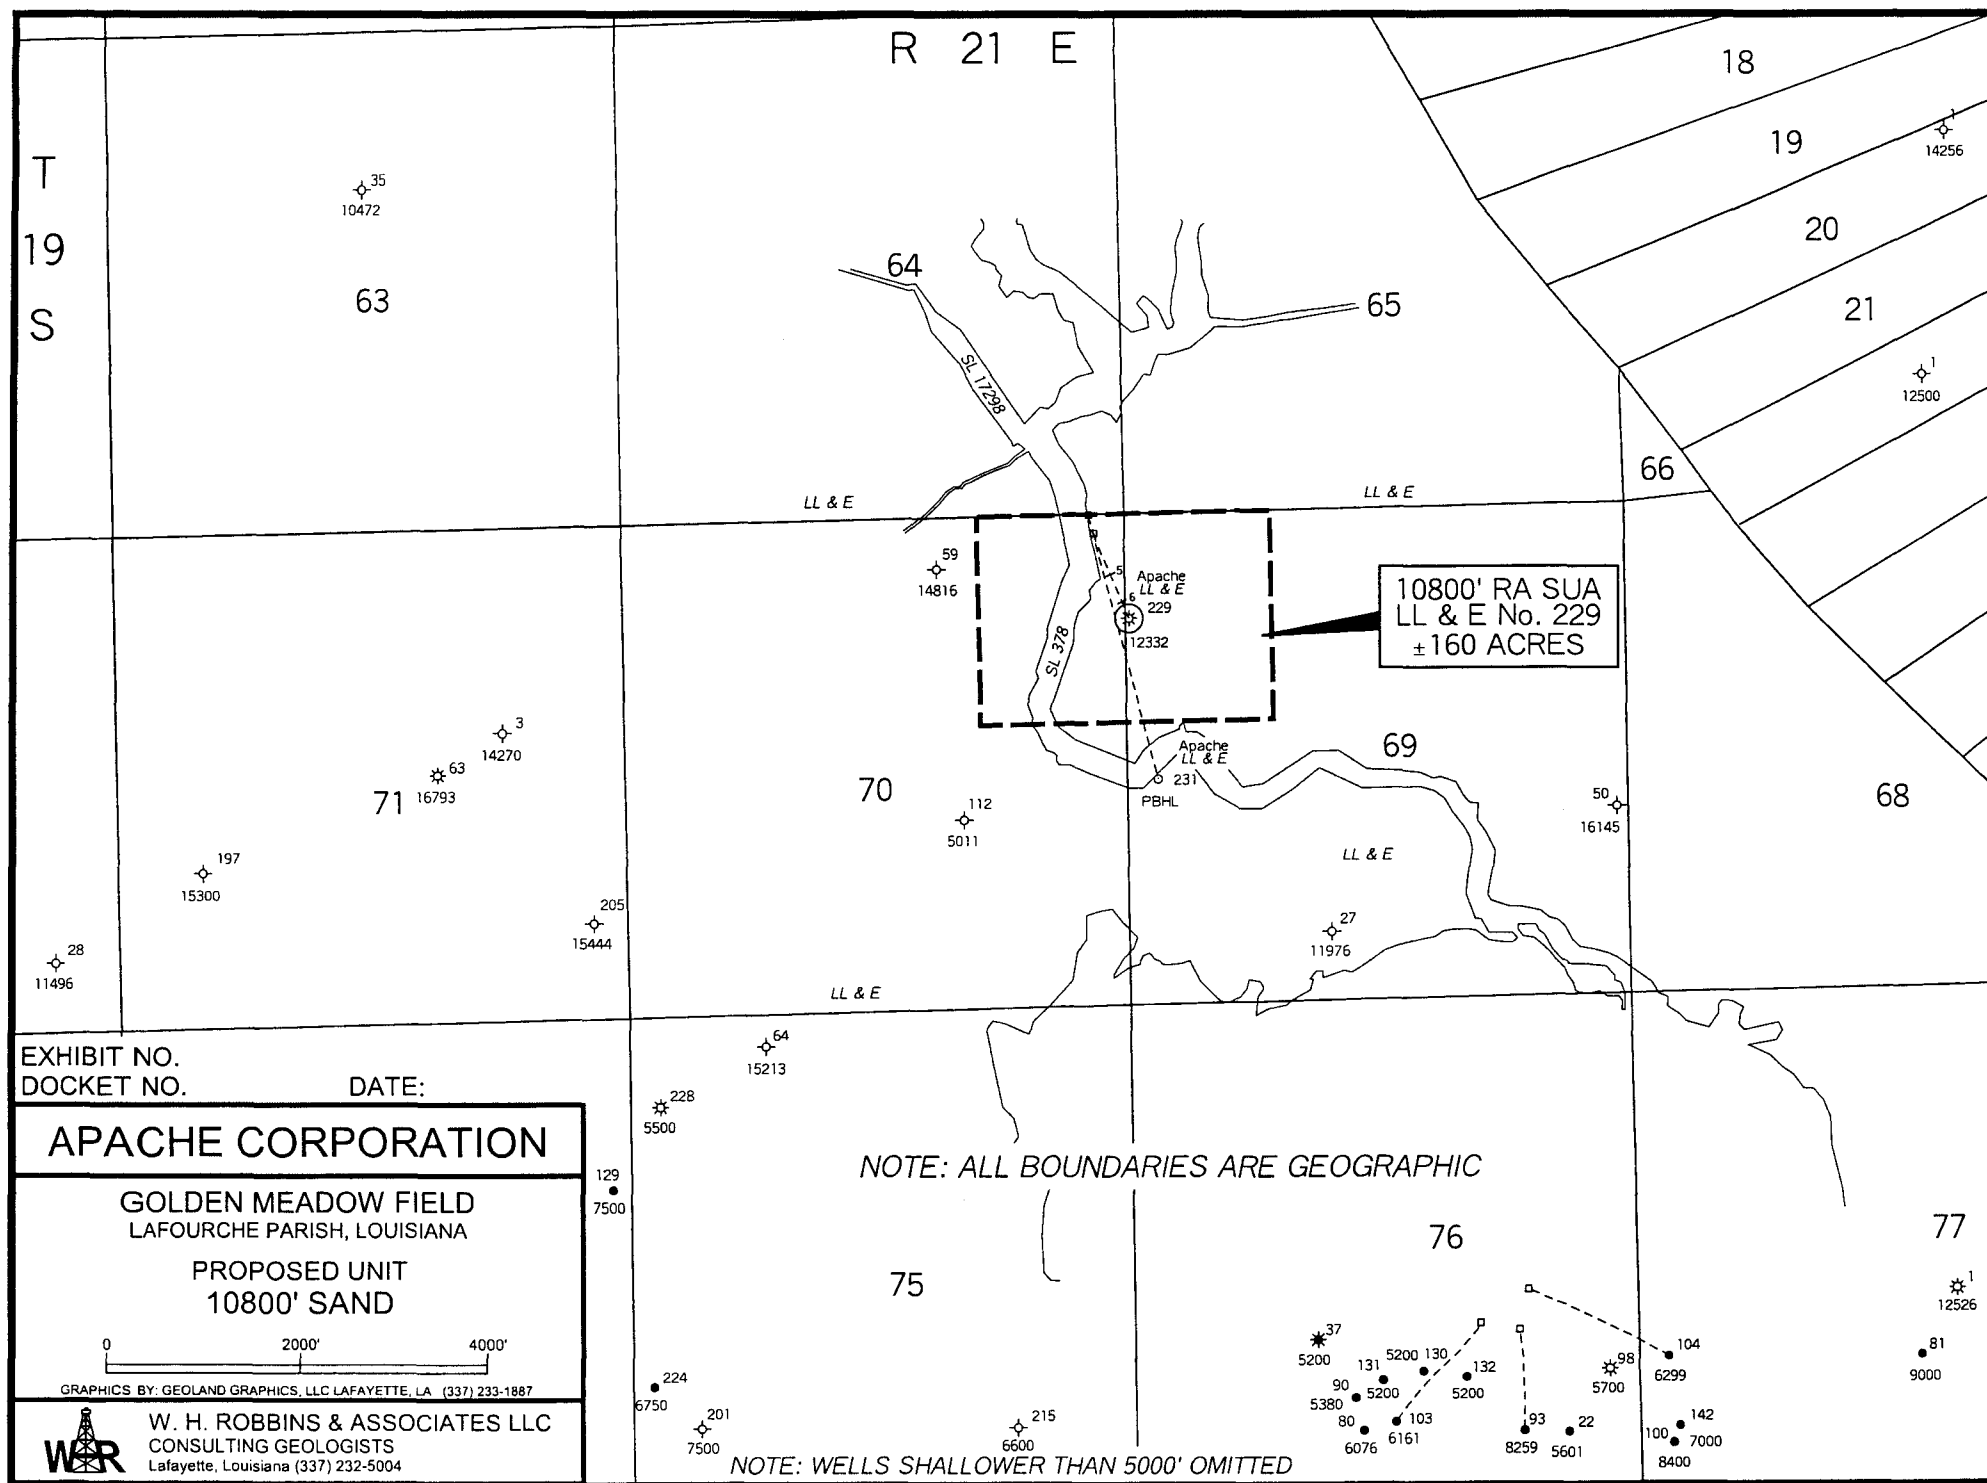 R 21 E
T
19
S
18
19
20
21
1
14256
1
12500
35
10472
63
64
65
66
SL 17298
LL & E
LL & E
59
14816
5
Apache
LL & E
6
229
12332
SL 378
10800' RA SUA
LL & E No. 229
±160 ACRES
3
14270
63
16793
71
70
69
68
Apache
LL & E
231
PBHL
112
5011
50
16145
197
15300
LL & E
205
15444
27
11976
28
11496
LL & E
64
15213
228
5500
129
7500
NOTE: ALL BOUNDARIES ARE GEOGRAPHIC
75
76
77
1
12526
37
5200
5200 130
131
5200
132
5200
90
5380
80
6076
103
6161
93
8259
22
5601
98
5700
104
6299
81
9000
142
7000
100
8400
224
6750
201
7500
215
6600
NOTE: WELLS SHALLOWER THAN 5000' OMITTED
EXHIBIT NO.
DOCKET NO. DATE:
APACHE CORPORATION
GOLDEN MEADOW FIELD
LAFOURCHE PARISH, LOUISIANA
PROPOSED UNIT
10800' SAND
0 2000' 4000'
GRAPHICS BY: GEOLAND GRAPHICS, LLC LAFAYETTE, LA (337) 233-1887
WR
W. H. ROBBINS & ASSOCIATES LLC
CONSULTING GEOLOGISTS
Lafayette, Louisiana (337) 232-5004